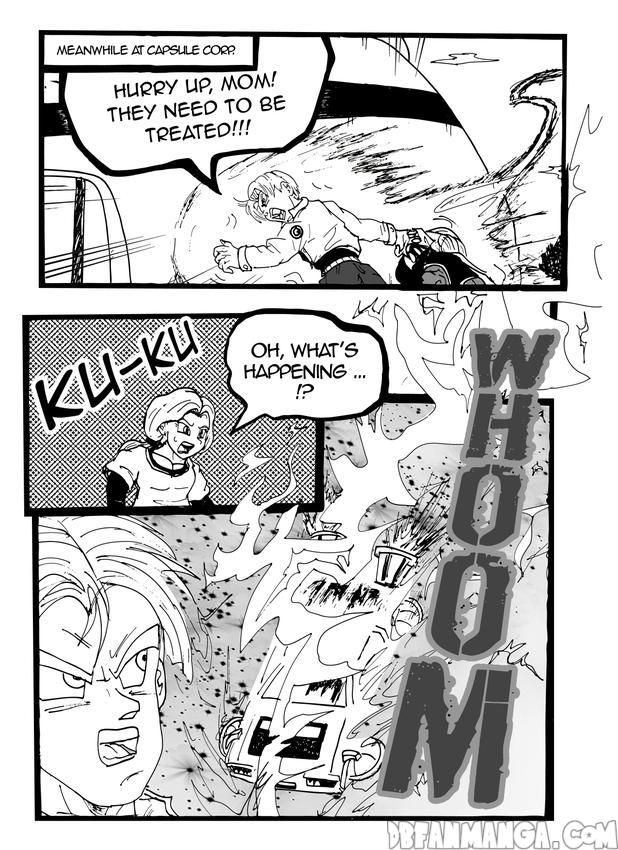 MEANWHILE AT CAPSULE CORP.
HURRY UP, MOM!
THEY NEED TO BE
TREATED!!!
KU-KU
OH, WHAT'S
HAPPENING ...
!?
WHOOM
DBFANMANGA.COM